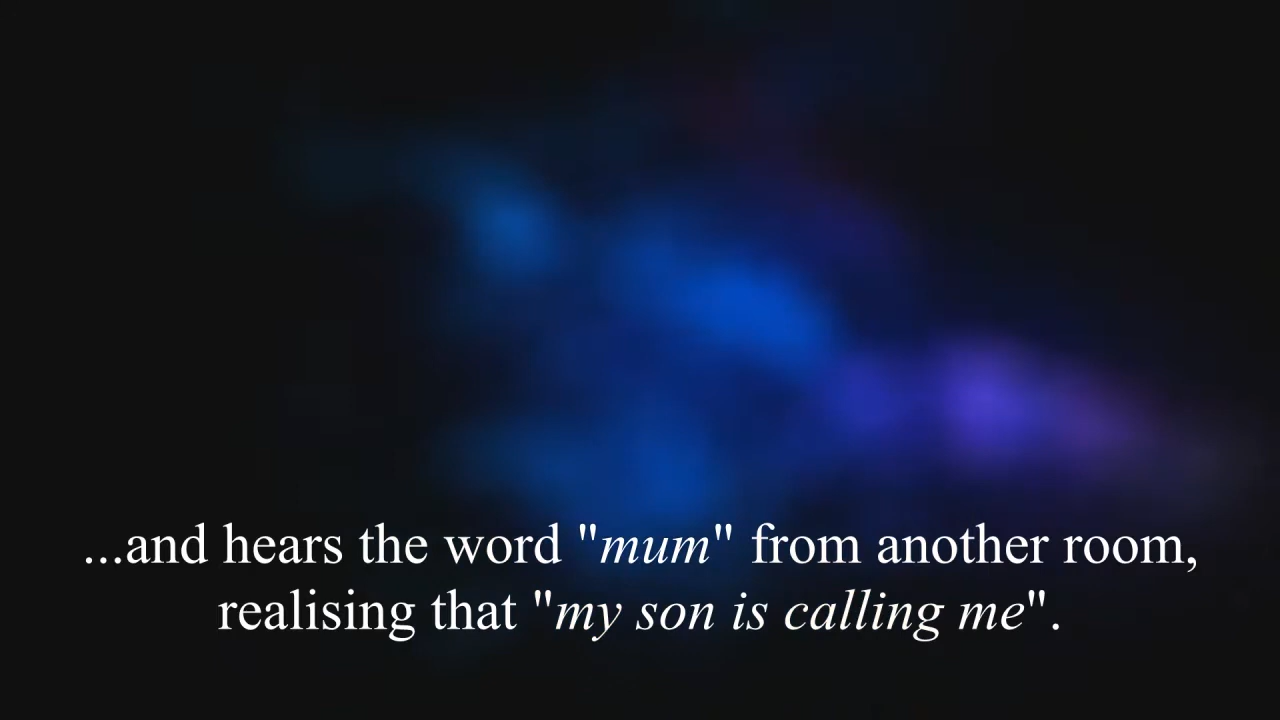 ...and hears the word "mum" from another room,
realising that "my son is calling me".